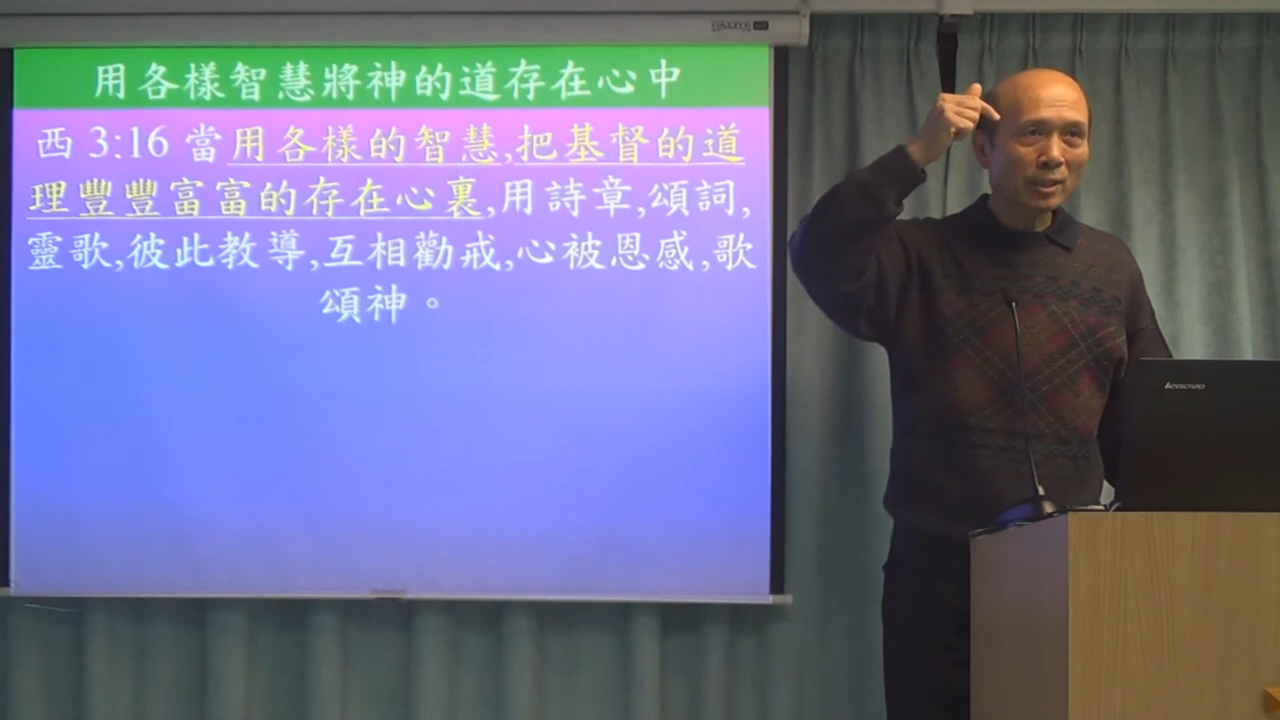 用各樣智慧將神的道存在心中
西 3:16 當用各樣的智慧,把基督的道
理豐豐富富的存在心裏,用詩章,頌詞,
靈歌,彼此教導,互相勸戒,心被恩感,歌
頌神。
lenovo